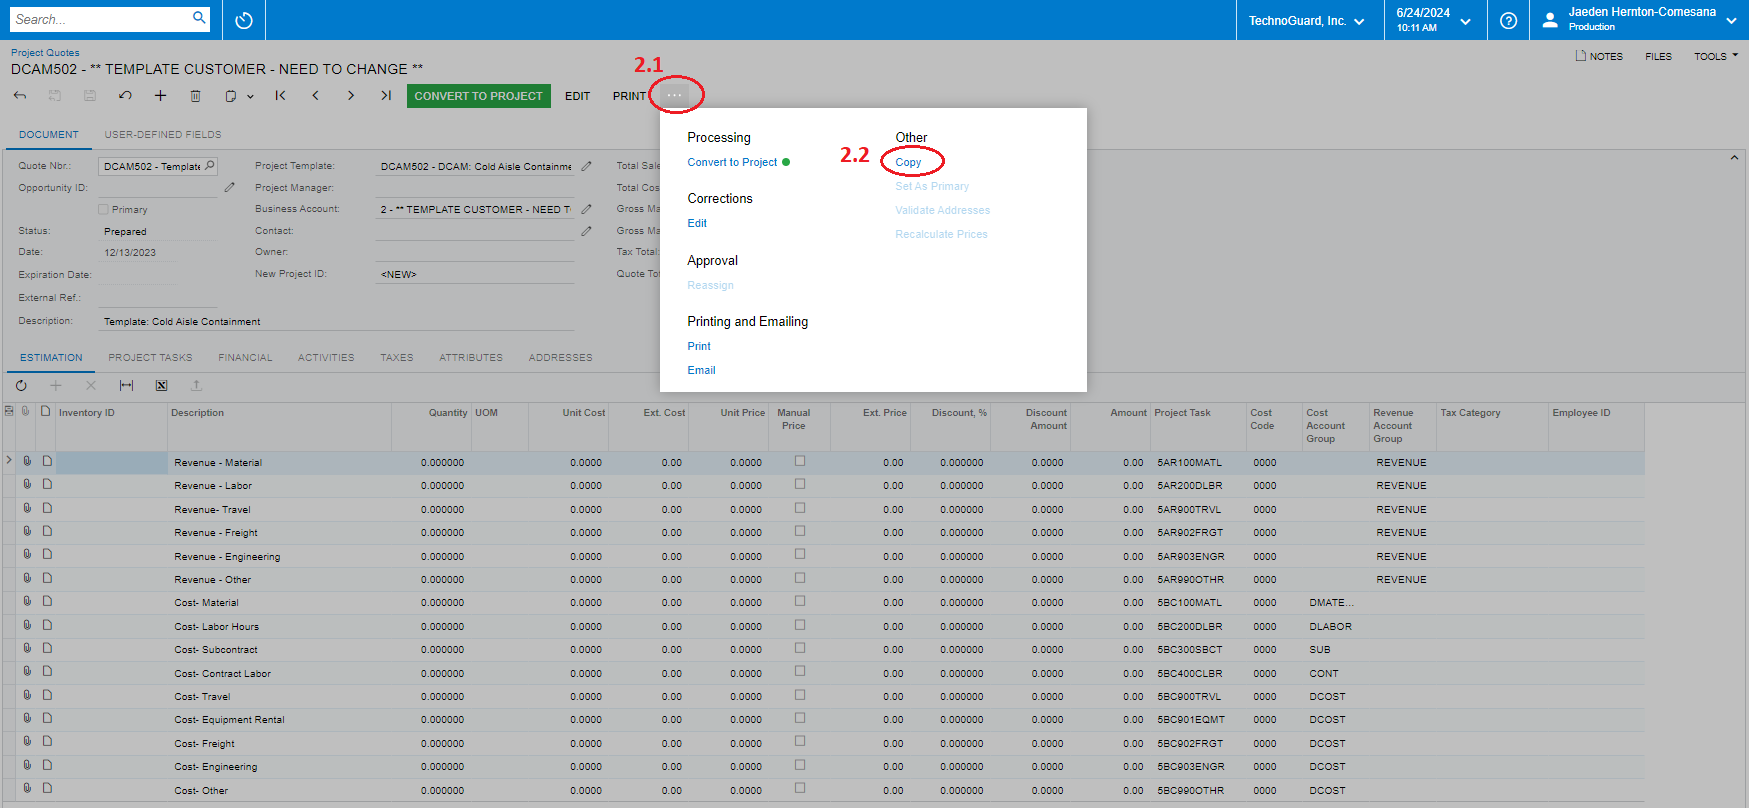 Search...
TechnoGuard, Inc.
6/24/2024
10:11 AM
Jaeden Hernton-Comesana
Production
Project Quotes
DCAM502 - ** TEMPLATE CUSTOMER - NEED TO CHANGE **
NOTES FILES TOOLS
2.1
CONVERT TO PROJECT EDIT PRINT ...
DOCUMENT USER-DEFINED FIELDS
Quote Nbr.: DCAM502 - Template Project Template: DCAM502 - DCAM: Cold Aisle Containme Total Sale
Opportunity ID: Project Manager: Total Cos
Primary Business Account: 2 - ** TEMPLATE CUSTOMER - NEED T Gross Ma
Status: Prepared Contact: Gross Ma
Date: 12/13/2023 Owner: Tax Total:
Expiration Date: New Project ID: <NEW> Quote To
External Ref.:
Description: Template: Cold Aisle Containment
Processing
Convert to Project
Corrections
Edit
Approval
Reassign
Printing and Emailing
Print
Email
Other
2.2 Copy
Set As Primary
Validate Addresses
Recalculate Prices
ESTIMATION PROJECT TASKS FINANCIAL ACTIVITIES TAXES ATTRIBUTES ADDRESSES
Inventory ID Description Quantity UOM Unit Cost Ext. Cost Unit Price Manual Price Ext. Price Discount, % Discount Amount Amount Project Task Cost Code Cost Account Group Revenue Account Group Tax Category Employee ID
Revenue - Material 0.000000 0.0000 0.00 0.0000 0.00 0.000000 0.0000 0.00 5AR100MATL 0000 REVENUE
Revenue - Labor 0.000000 0.0000 0.00 0.0000 0.00 0.000000 0.0000 0.00 5AR200DLBR 0000 REVENUE
Revenue- Travel 0.000000 0.0000 0.00 0.0000 0.00 0.000000 0.0000 0.00 5AR900TRVL 0000 REVENUE
Revenue - Freight 0.000000 0.0000 0.00 0.0000 0.00 0.000000 0.0000 0.00 5AR902FRGT 0000 REVENUE
Revenue - Engineering 0.000000 0.0000 0.00 0.0000 0.00 0.000000 0.0000 0.00 5AR903ENGR 0000 REVENUE
Revenue - Other 0.000000 0.0000 0.00 0.0000 0.00 0.000000 0.0000 0.00 5AR990OTHR 0000 REVENUE
Cost- Material 0.000000 0.0000 0.00 0.0000 0.00 0.000000 0.0000 0.00 5BC100MATL 0000 DMATE...
Cost- Labor Hours 0.000000 0.0000 0.00 0.0000 0.00 0.000000 0.0000 0.00 5BC200DLBR 0000 DLABOR
Cost- Subcontract 0.000000 0.0000 0.00 0.0000 0.00 0.000000 0.0000 0.00 5BC300SBCT 0000 SUB
Cost- Contract Labor 0.000000 0.0000 0.00 0.0000 0.00 0.000000 0.0000 0.00 5BC400CLBR 0000 CONT
Cost- Travel 0.000000 0.0000 0.00 0.0000 0.00 0.000000 0.0000 0.00 5BC900TRVL 0000 DCOST
Cost- Equipment Rental 0.000000 0.0000 0.00 0.0000 0.00 0.000000 0.0000 0.00 5BC901EQMT 0000 DCOST
Cost- Freight 0.000000 0.0000 0.00 0.0000 0.00 0.000000 0.0000 0.00 5BC902FRGT 0000 DCOST
Cost- Engineering 0.000000 0.0000 0.00 0.0000 0.00 0.000000 0.0000 0.00 5BC903ENGR 0000 DCOST
Cost- Other 0.000000 0.0000 0.00 0.0000 0.00 0.000000 0.0000 0.00 5BC990OTHR 0000 DCOST